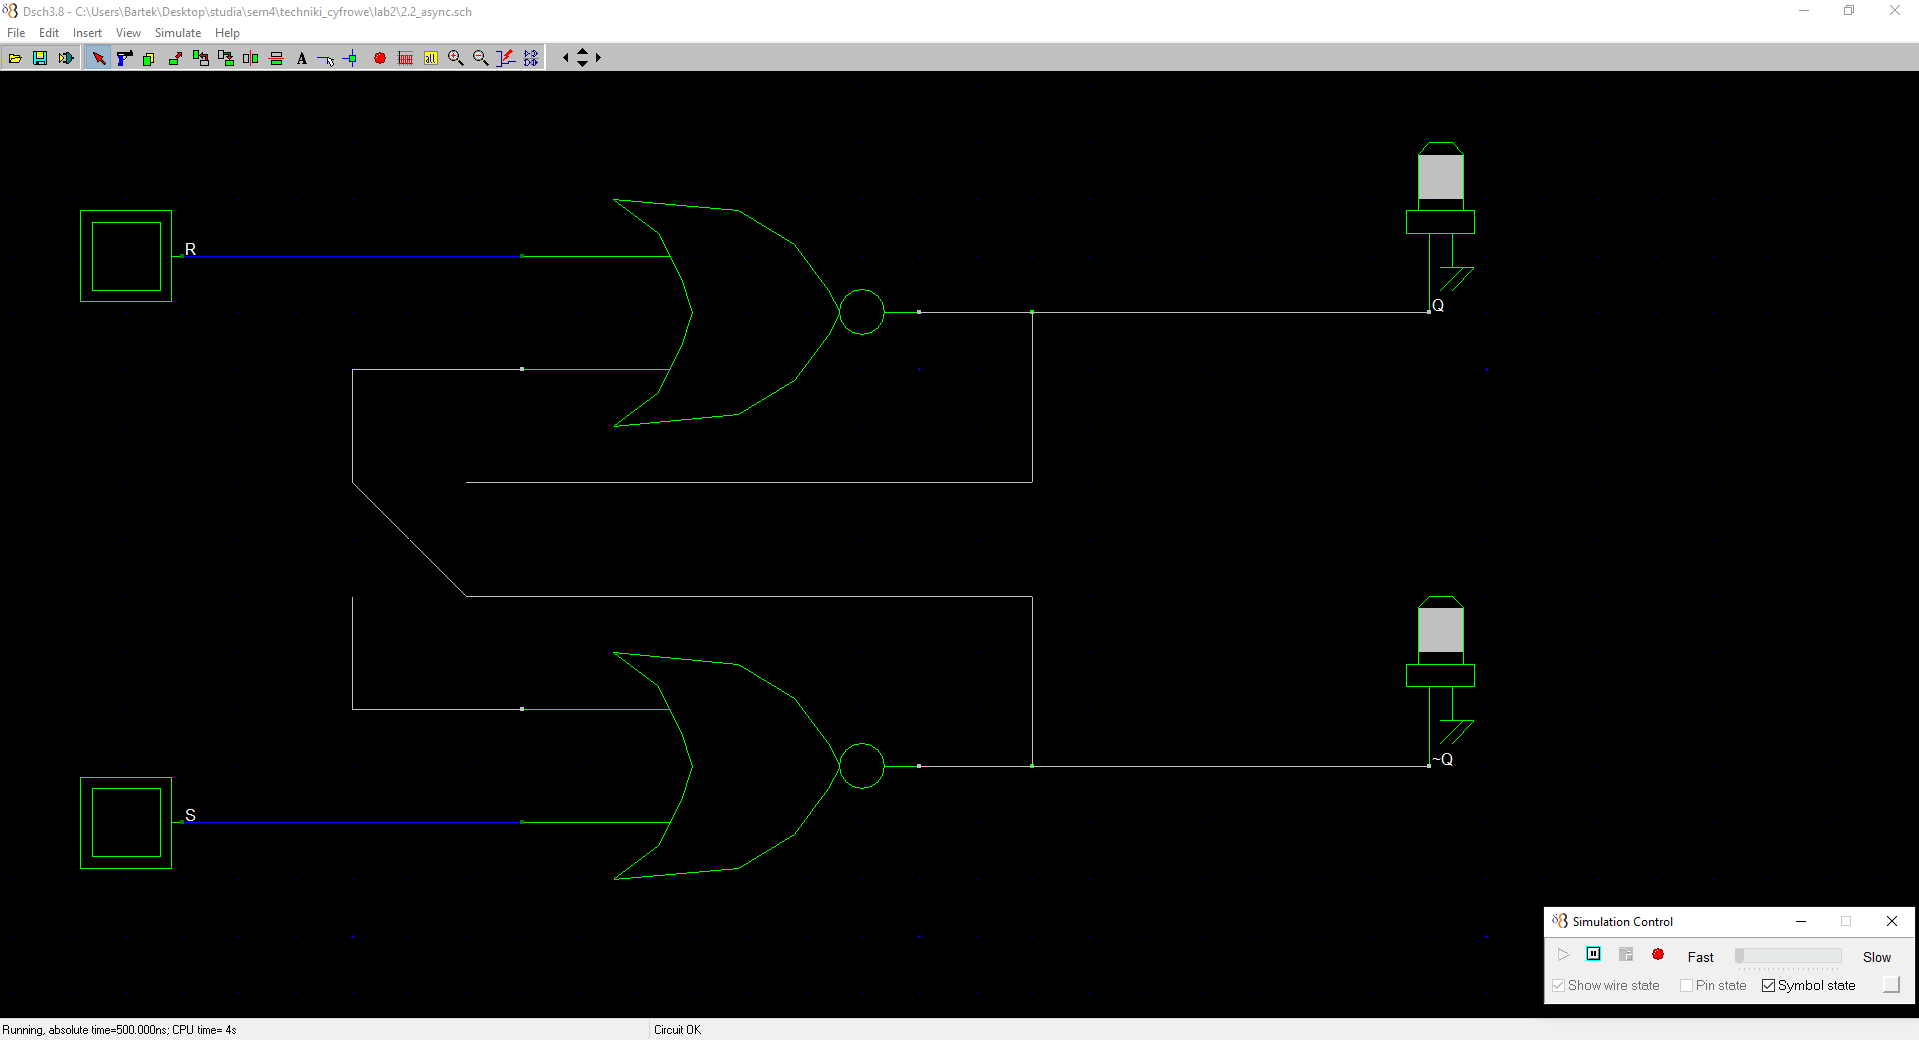 Dsch3.8 - C:\Users\Bartek\Desktop\studia\sem4\techniki_cyfrowe\lab2\2.2_async.sch
File Edit Insert View Simulate Help
A all
R
Q
~Q
S
Simulation Control
Fast Slow
Show wire state Pin state Symbol state
Running, absolute time=500.000ns; CPU time= 4s Circuit OK